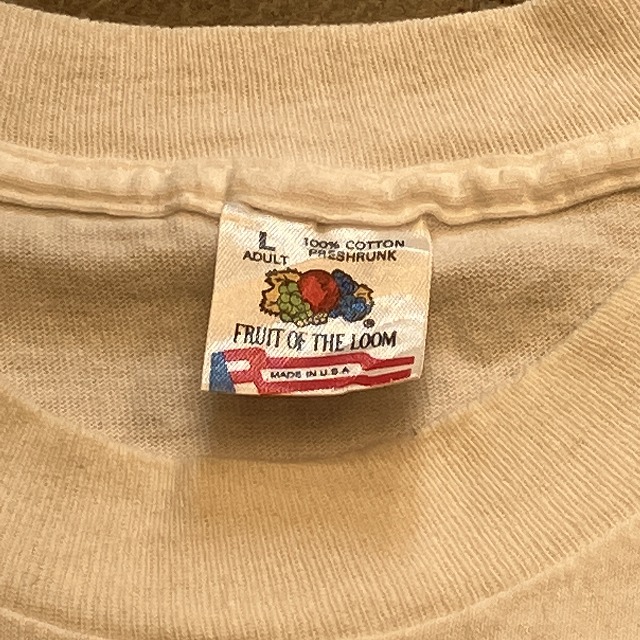 L 100% COTTON
ADULT PRESHRUNK
®
FRUIT OF THE LOOM
MADE IN U.S.A